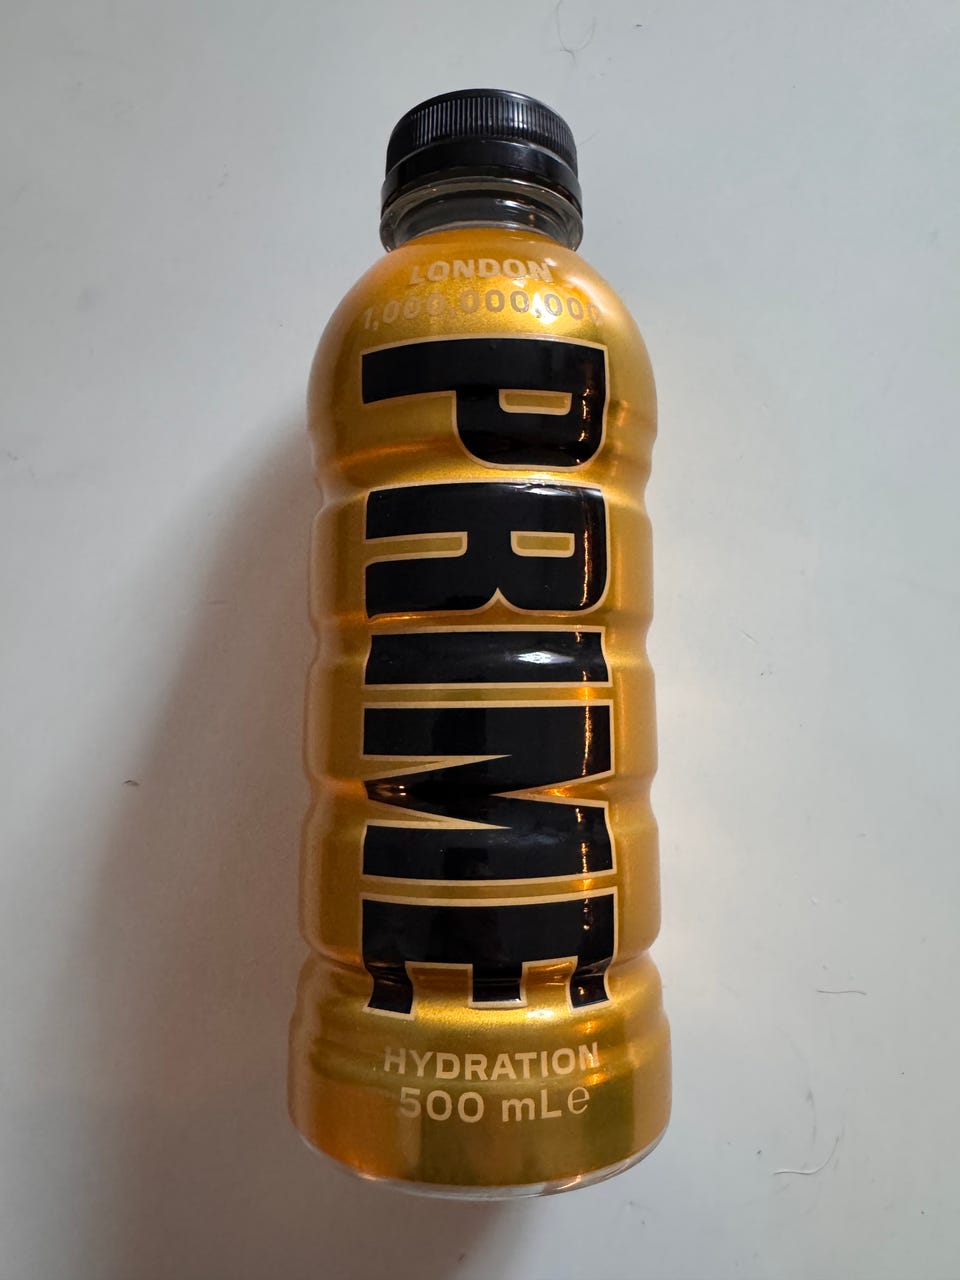 LONDON
1,000,000,000
PRIME
HYDRATION
500 mL℮